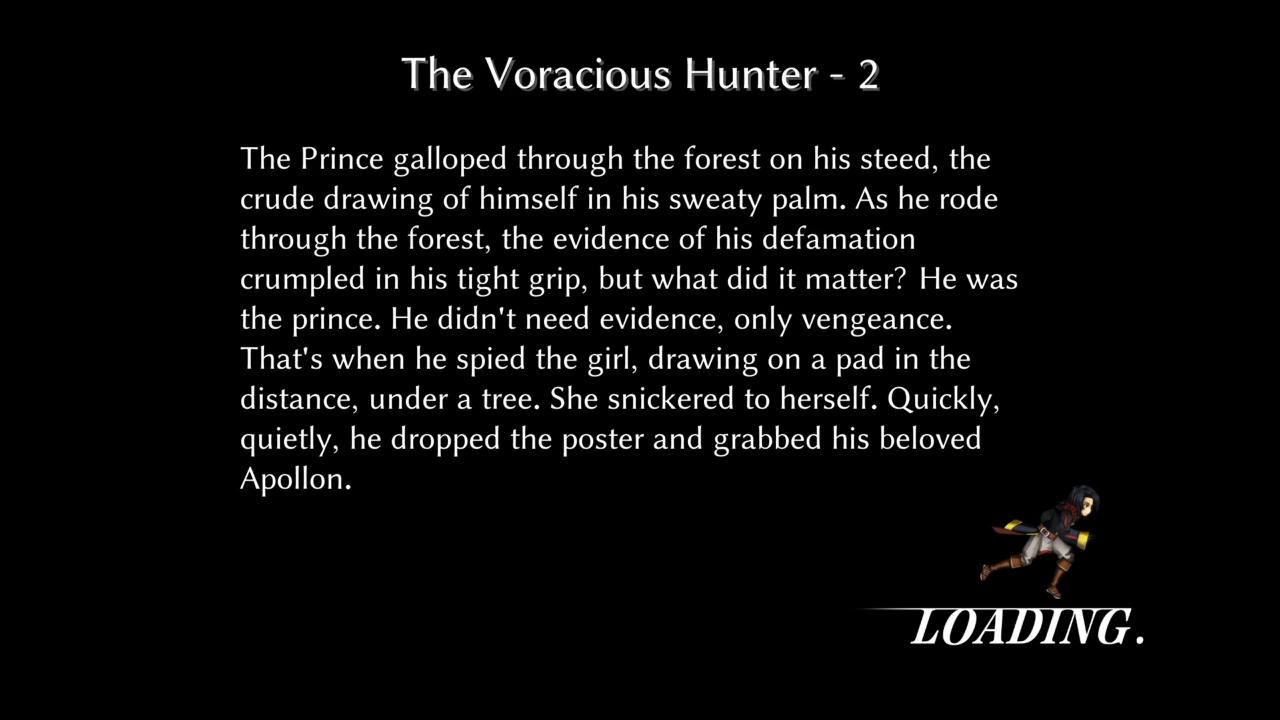 The Voracious Hunter - 2
The Prince galloped through the forest on his steed, the
crude drawing of himself in his sweaty palm. As he rode
through the forest, the evidence of his defamation
crumpled in his tight grip, but what did it matter? He was
the prince. He didn't need evidence, only vengeance.
That's when he spied the girl, drawing on a pad in the
distance, under a tree. She snickered to herself. Quickly,
quietly, he dropped the poster and grabbed his beloved
Apollon.
LOADING.